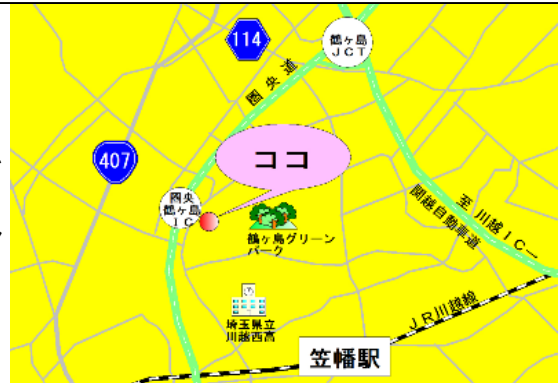 114
鶴ヶ島
JCT
圏央道
407
ココ
圏央
鶴ヶ島
IC
鶴ヶ島グリーン
パーク
至川越IC→
関越自動車道
埼玉県立
川越西高
JR川越線
笠幡駅